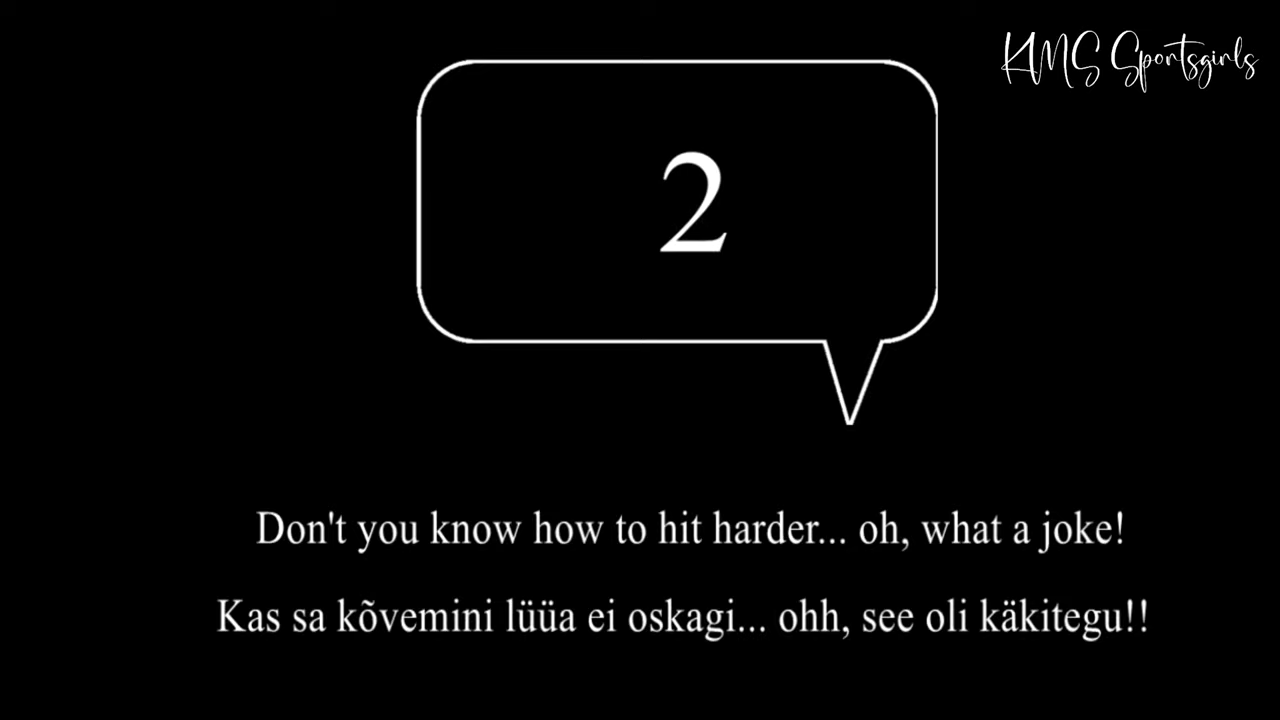 KMS Sportsgirls
2
Don't you know how to hit harder... oh, what a joke!
Kas sa kõvemini lüüa ei oskagi... ohh, see oli käkitegu!!